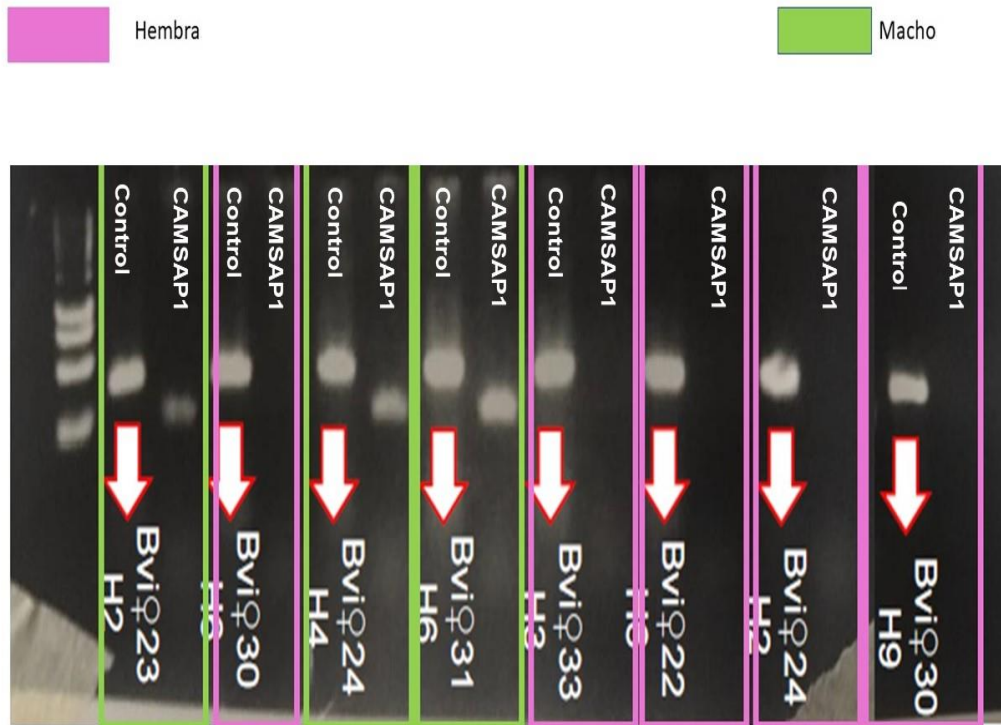 Hembra
Macho
Control
CAMSAP1
Control
CAMSAP1
Control
CAMSAP1
Control
CAMSAP1
Control
CAMSAP1
CAMSAP1
CAMSAP1
Control
CAMSAP1
Bvi♀23
H2
Bvi♀30
Bvi♀24
H4
Bvi♀31
H6
Bvi♀33
Bvi♀22
Bvi♀24
H2
Bvi♀30
H9